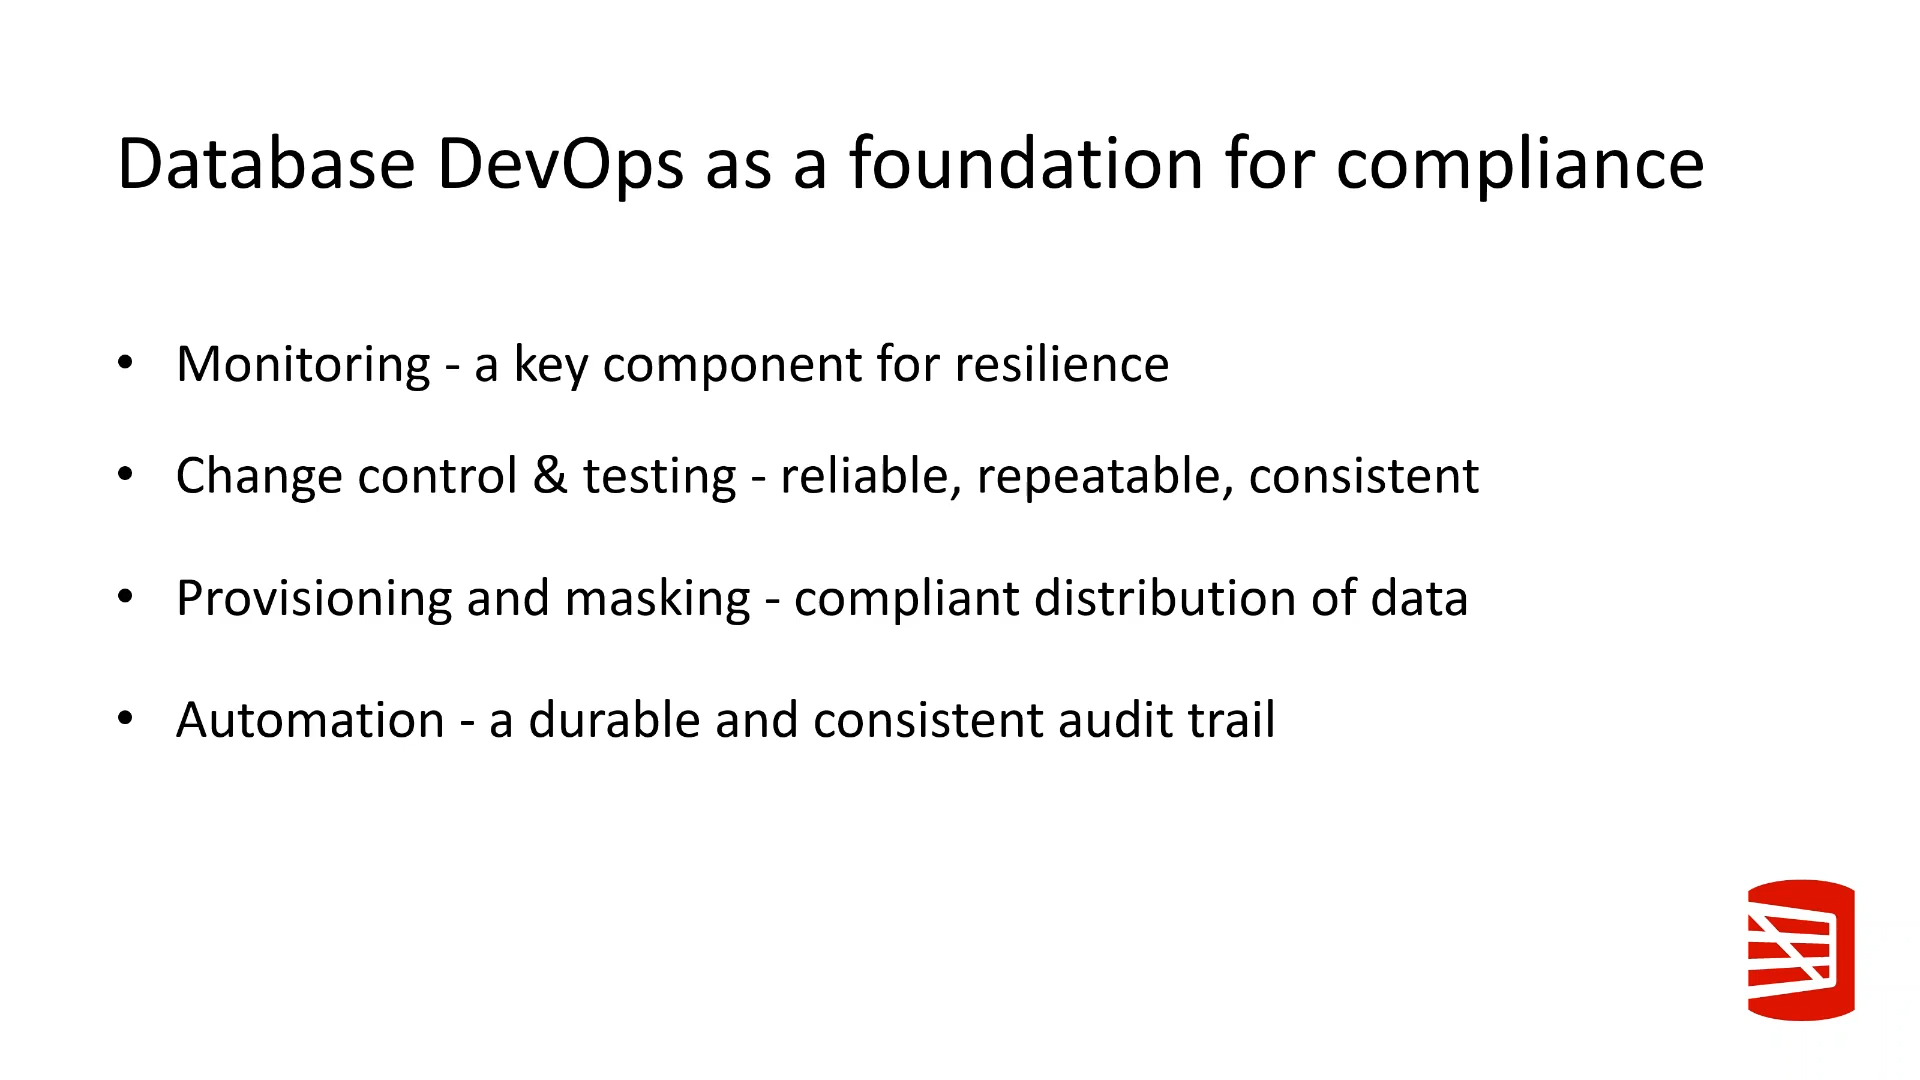 Database DevOps as a foundation for compliance
• Monitoring - a key component for resilience
• Change control & testing - reliable, repeatable, consistent
• Provisioning and masking - compliant distribution of data
• Automation - a durable and consistent audit trail